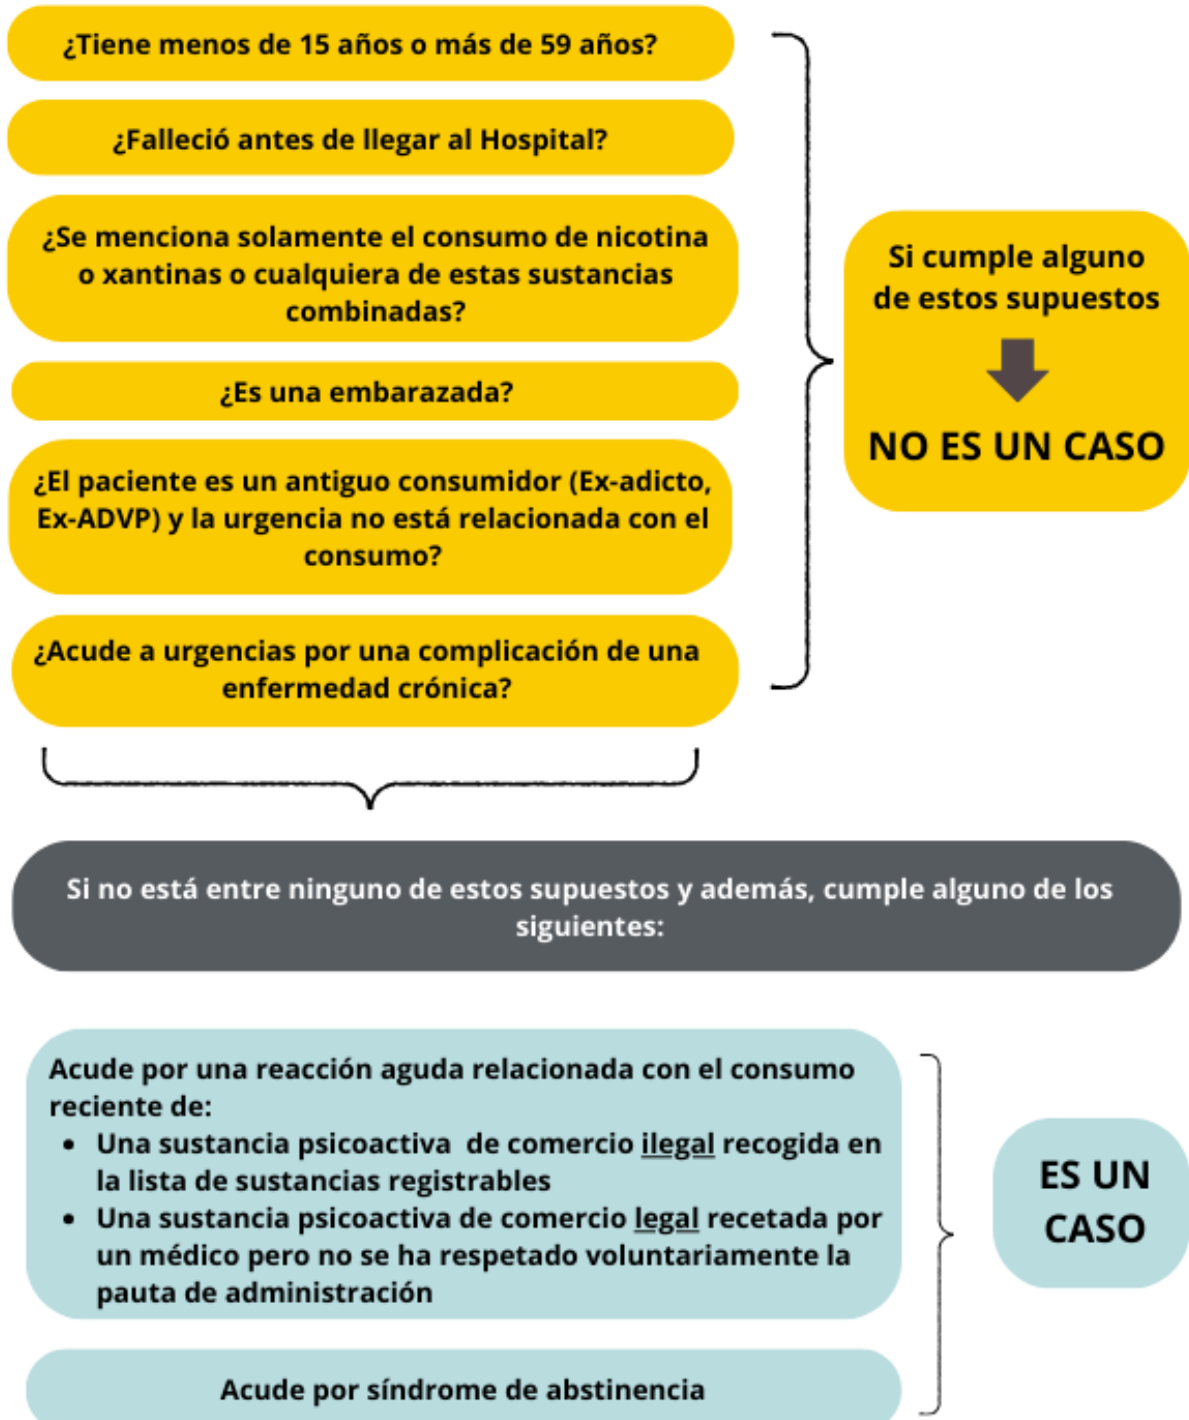 ¿Tiene menos de 15 años o más de 59 años?
¿Falleció antes de llegar al Hospital?
¿Se menciona solamente el consumo de nicotina
o xantinas o cualquiera de estas sustancias
combinadas?
¿Es una embarazada?
¿El paciente es un antiguo consumidor (Ex-adicto,
Ex-ADVP) y la urgencia no está relacionada con el
consumo?
¿Acude a urgencias por una complicación de una
enfermedad crónica?
Si cumple alguno
de estos supuestos
NO ES UN CASO
Si no está entre ninguno de estos supuestos y además, cumple alguno de los
siguientes:
Acude por una reacción aguda relacionada con el consumo
reciente de:
• Una sustancia psicoactiva de comercio ilegal recogida en
la lista de sustancias registrables
• Una sustancia psicoactiva de comercio legal recetada por
un médico pero no se ha respetado voluntariamente la
pauta de administración
Acude por síndrome de abstinencia
ES UN
CASO